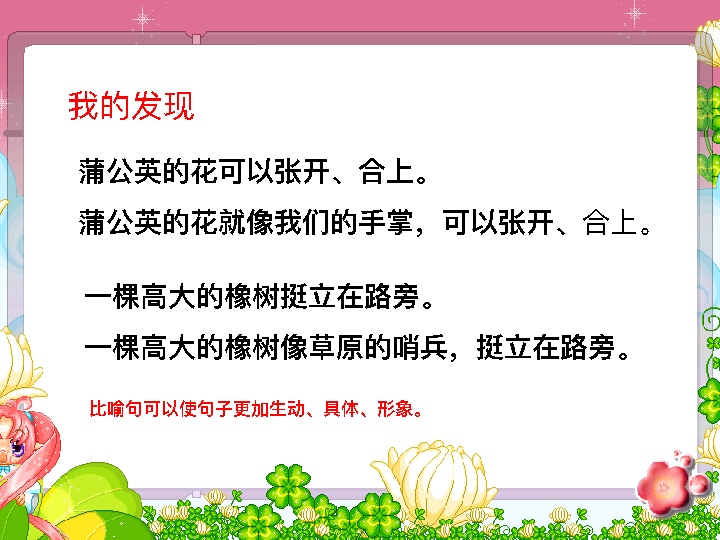 我的发现
蒲公英的花可以张开、合上。
蒲公英的花就像我们的手掌，可以张开、合上。
一棵高大的橡树挺立在路旁。
一棵高大的橡树像草原的哨兵，挺立在路旁。
比喻句可以使句子更加生动、具体、形象。